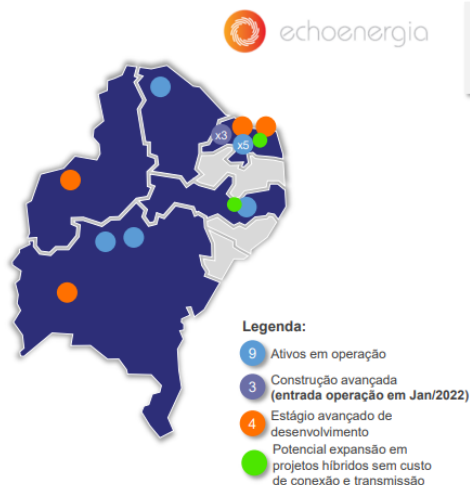 echoenergia
x3
x5
Legenda:
9 Ativos em operação
3 Construção avançada
(entrada operação em Jan/2022)
4 Estágio avançado de
desenvolvimento
Potencial expansão em
projetos híbridos sem custo
de conexão e transmissão